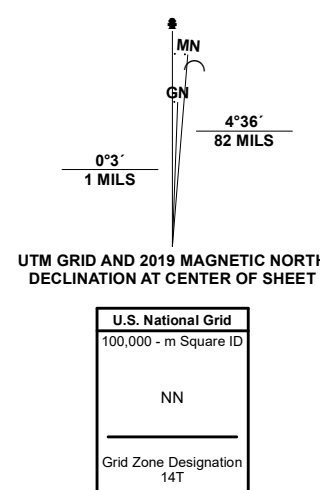 MN
GN
4°36´
82 MILS
0°3´
1 MILS
UTM GRID AND 2019 MAGNETIC NORTH
DECLINATION AT CENTER OF SHEET
U.S. National Grid
100,000 - m Square ID
NN
Grid Zone Designation
14T